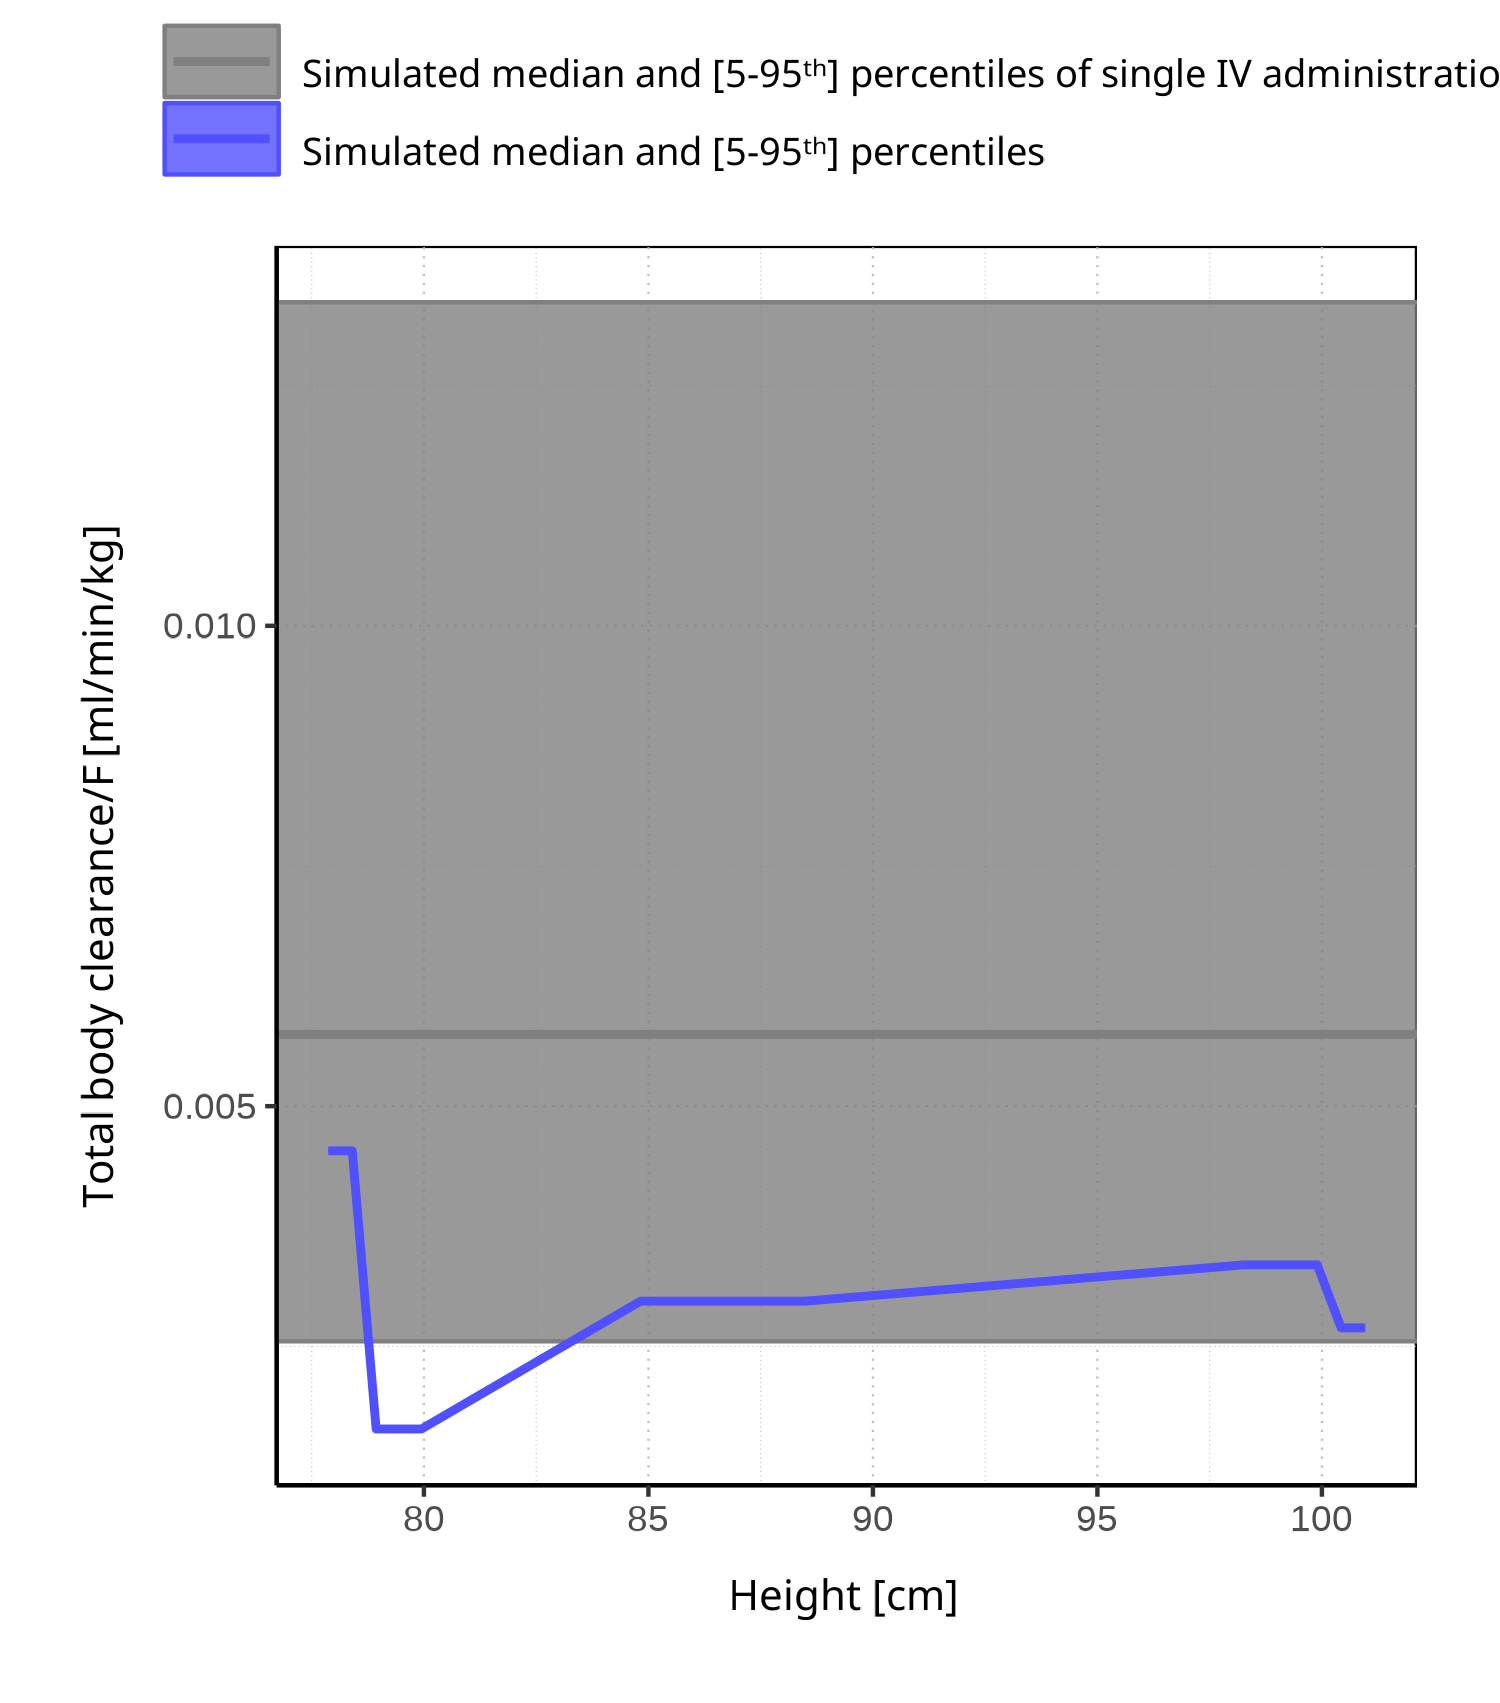 Simulated median and [5-95ᵗʰ] percentiles of single IV administratio
Simulated median and [5-95ᵗʰ] percentiles
Total body clearance/F [ml/min/kg]
0.010
0.005
80 85 90 95 100
Height [cm]